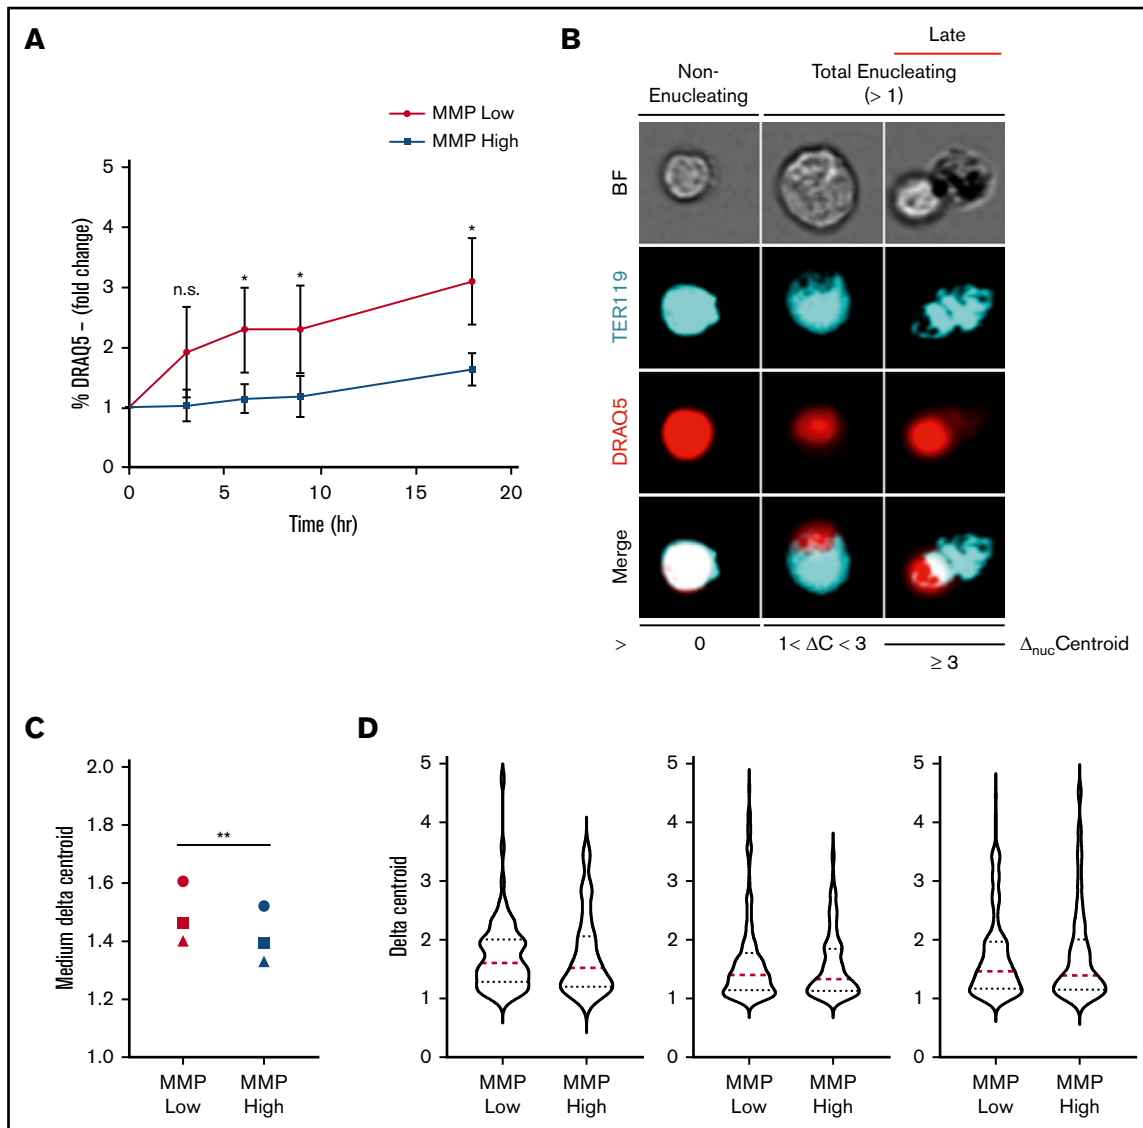 A
MMP Low
MMP High
% DRAQ5 – (fold change)
5
4
3
2
1
0
n.s.
*
*
*
0
5
10
15
20
Time (hr)
B
Late
Non-
Enucleating
Total Enucleating
(> 1)
BF
TER119
DRAQ5
Merge
>
0
1< ΔC < 3
≥ 3
ΔnucCentroid
C
Medium delta centroid
2.0
1.8
1.6
1.4
1.2
1.0
**
MMP
Low
MMP
High
D
Delta centroid
5
4
3
2
1
0
MMP
Low
MMP
High
5
4
3
2
1
0
MMP
Low
MMP
High
5
4
3
2
1
0
MMP
Low
MMP
High